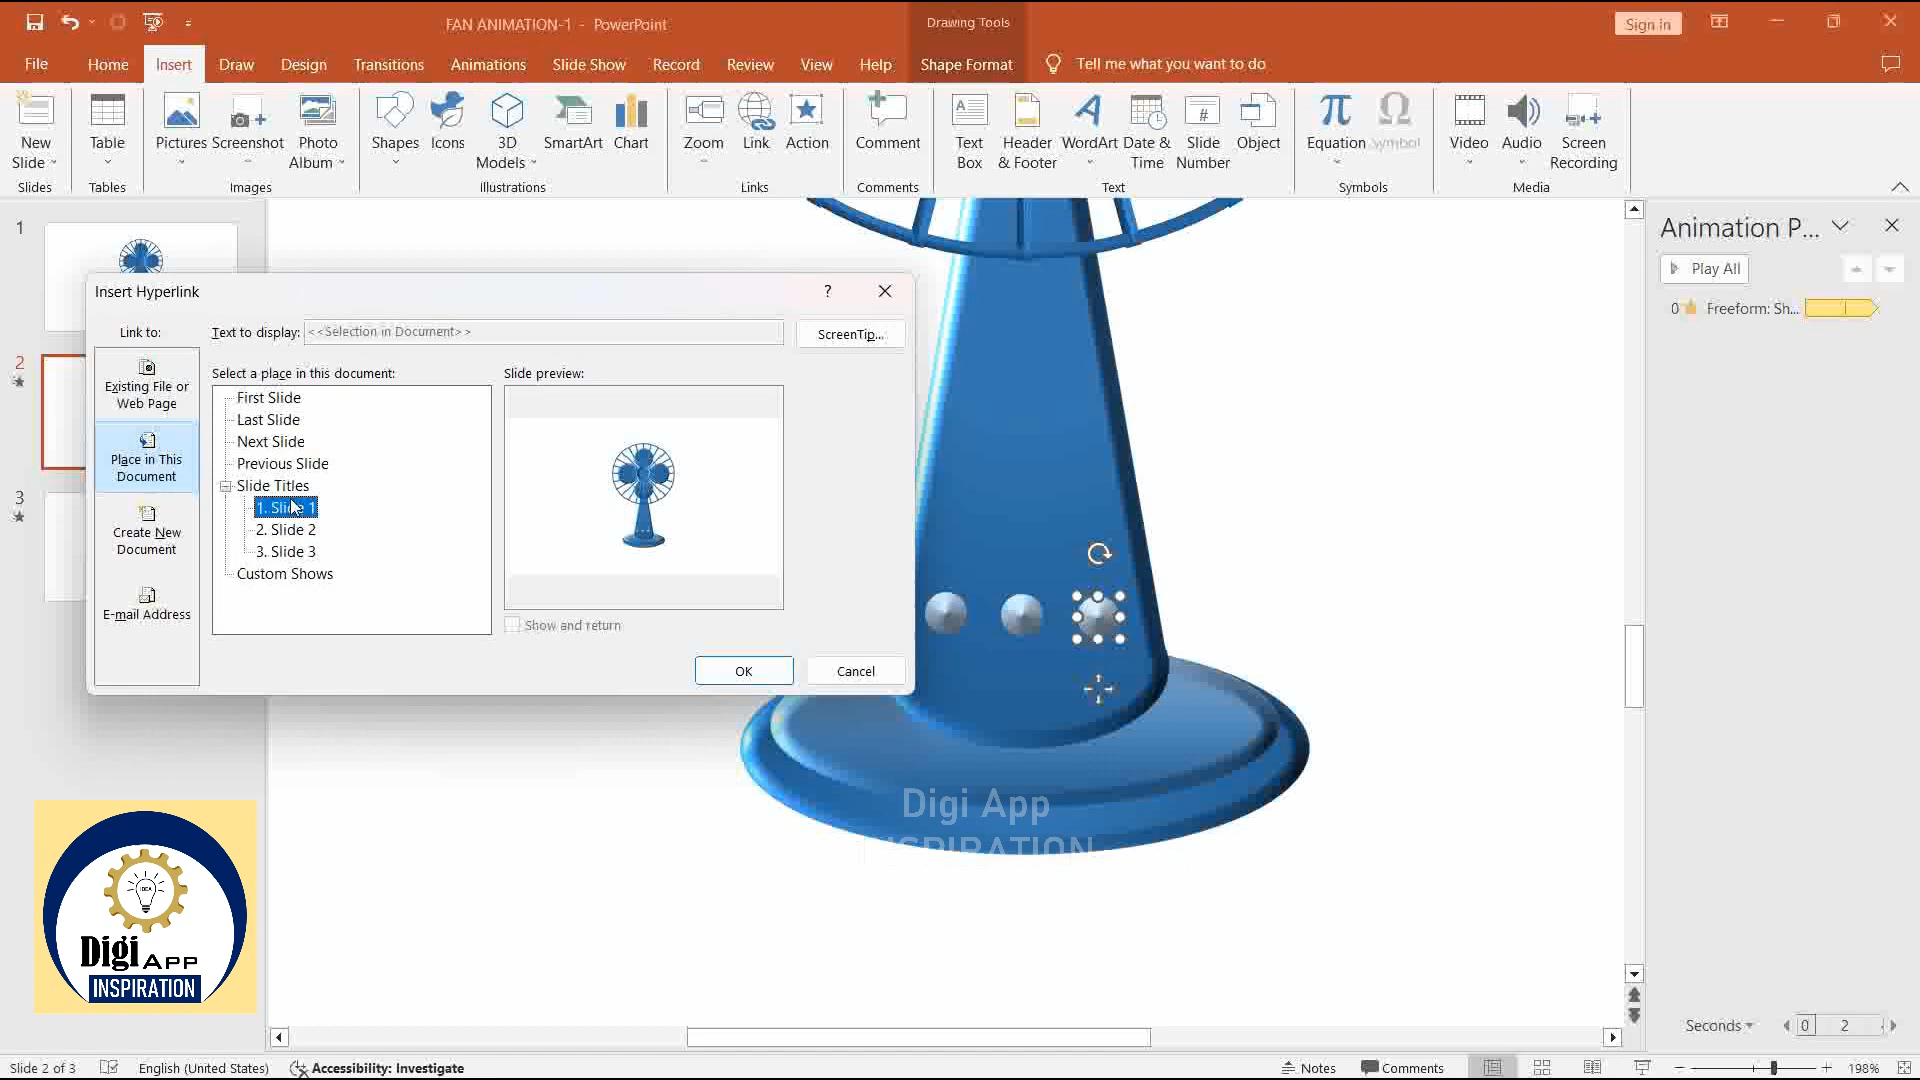 FAN ANIMATION-1 - PowerPoint
Drawing Tools
Sign in
File Home Insert Draw Design Transitions Animations Slide Show Record Review View Help Shape Format Tell me what you want to do
New Slide
Table
Pictures
Screenshot
Photo Album
Shapes
Icons
3D Models
SmartArt
Chart
Zoom
Link
Action
Comment
Text Box
Header & Footer
WordArt
Date & Time
Slide Number
Object
Equation
Symbol
Video
Audio
Screen Recording
Slides Tables Images Illustrations Links Comments Text Symbols Media
1
2
3
Insert Hyperlink
?
Link to:
Text to display: <<Selection in Document>>
ScreenTip...
Existing File or
Web Page
Place in This
Document
Create New
Document
E-mail Address
Select a place in this document:
First Slide
Last Slide
Next Slide
Previous Slide
Slide Titles
1. Slide 1
2. Slide 2
3. Slide 3
Custom Shows
Slide preview:
Show and return
OK
Cancel
Animation P...
Play All
0 Freeform: Sh...
Digi App
INSPIRATION
IDEA
Digi App
INSPIRATION
Seconds 0 2
Slide 2 of 3 English (United States) Accessibility: Investigate Notes Comments 198%